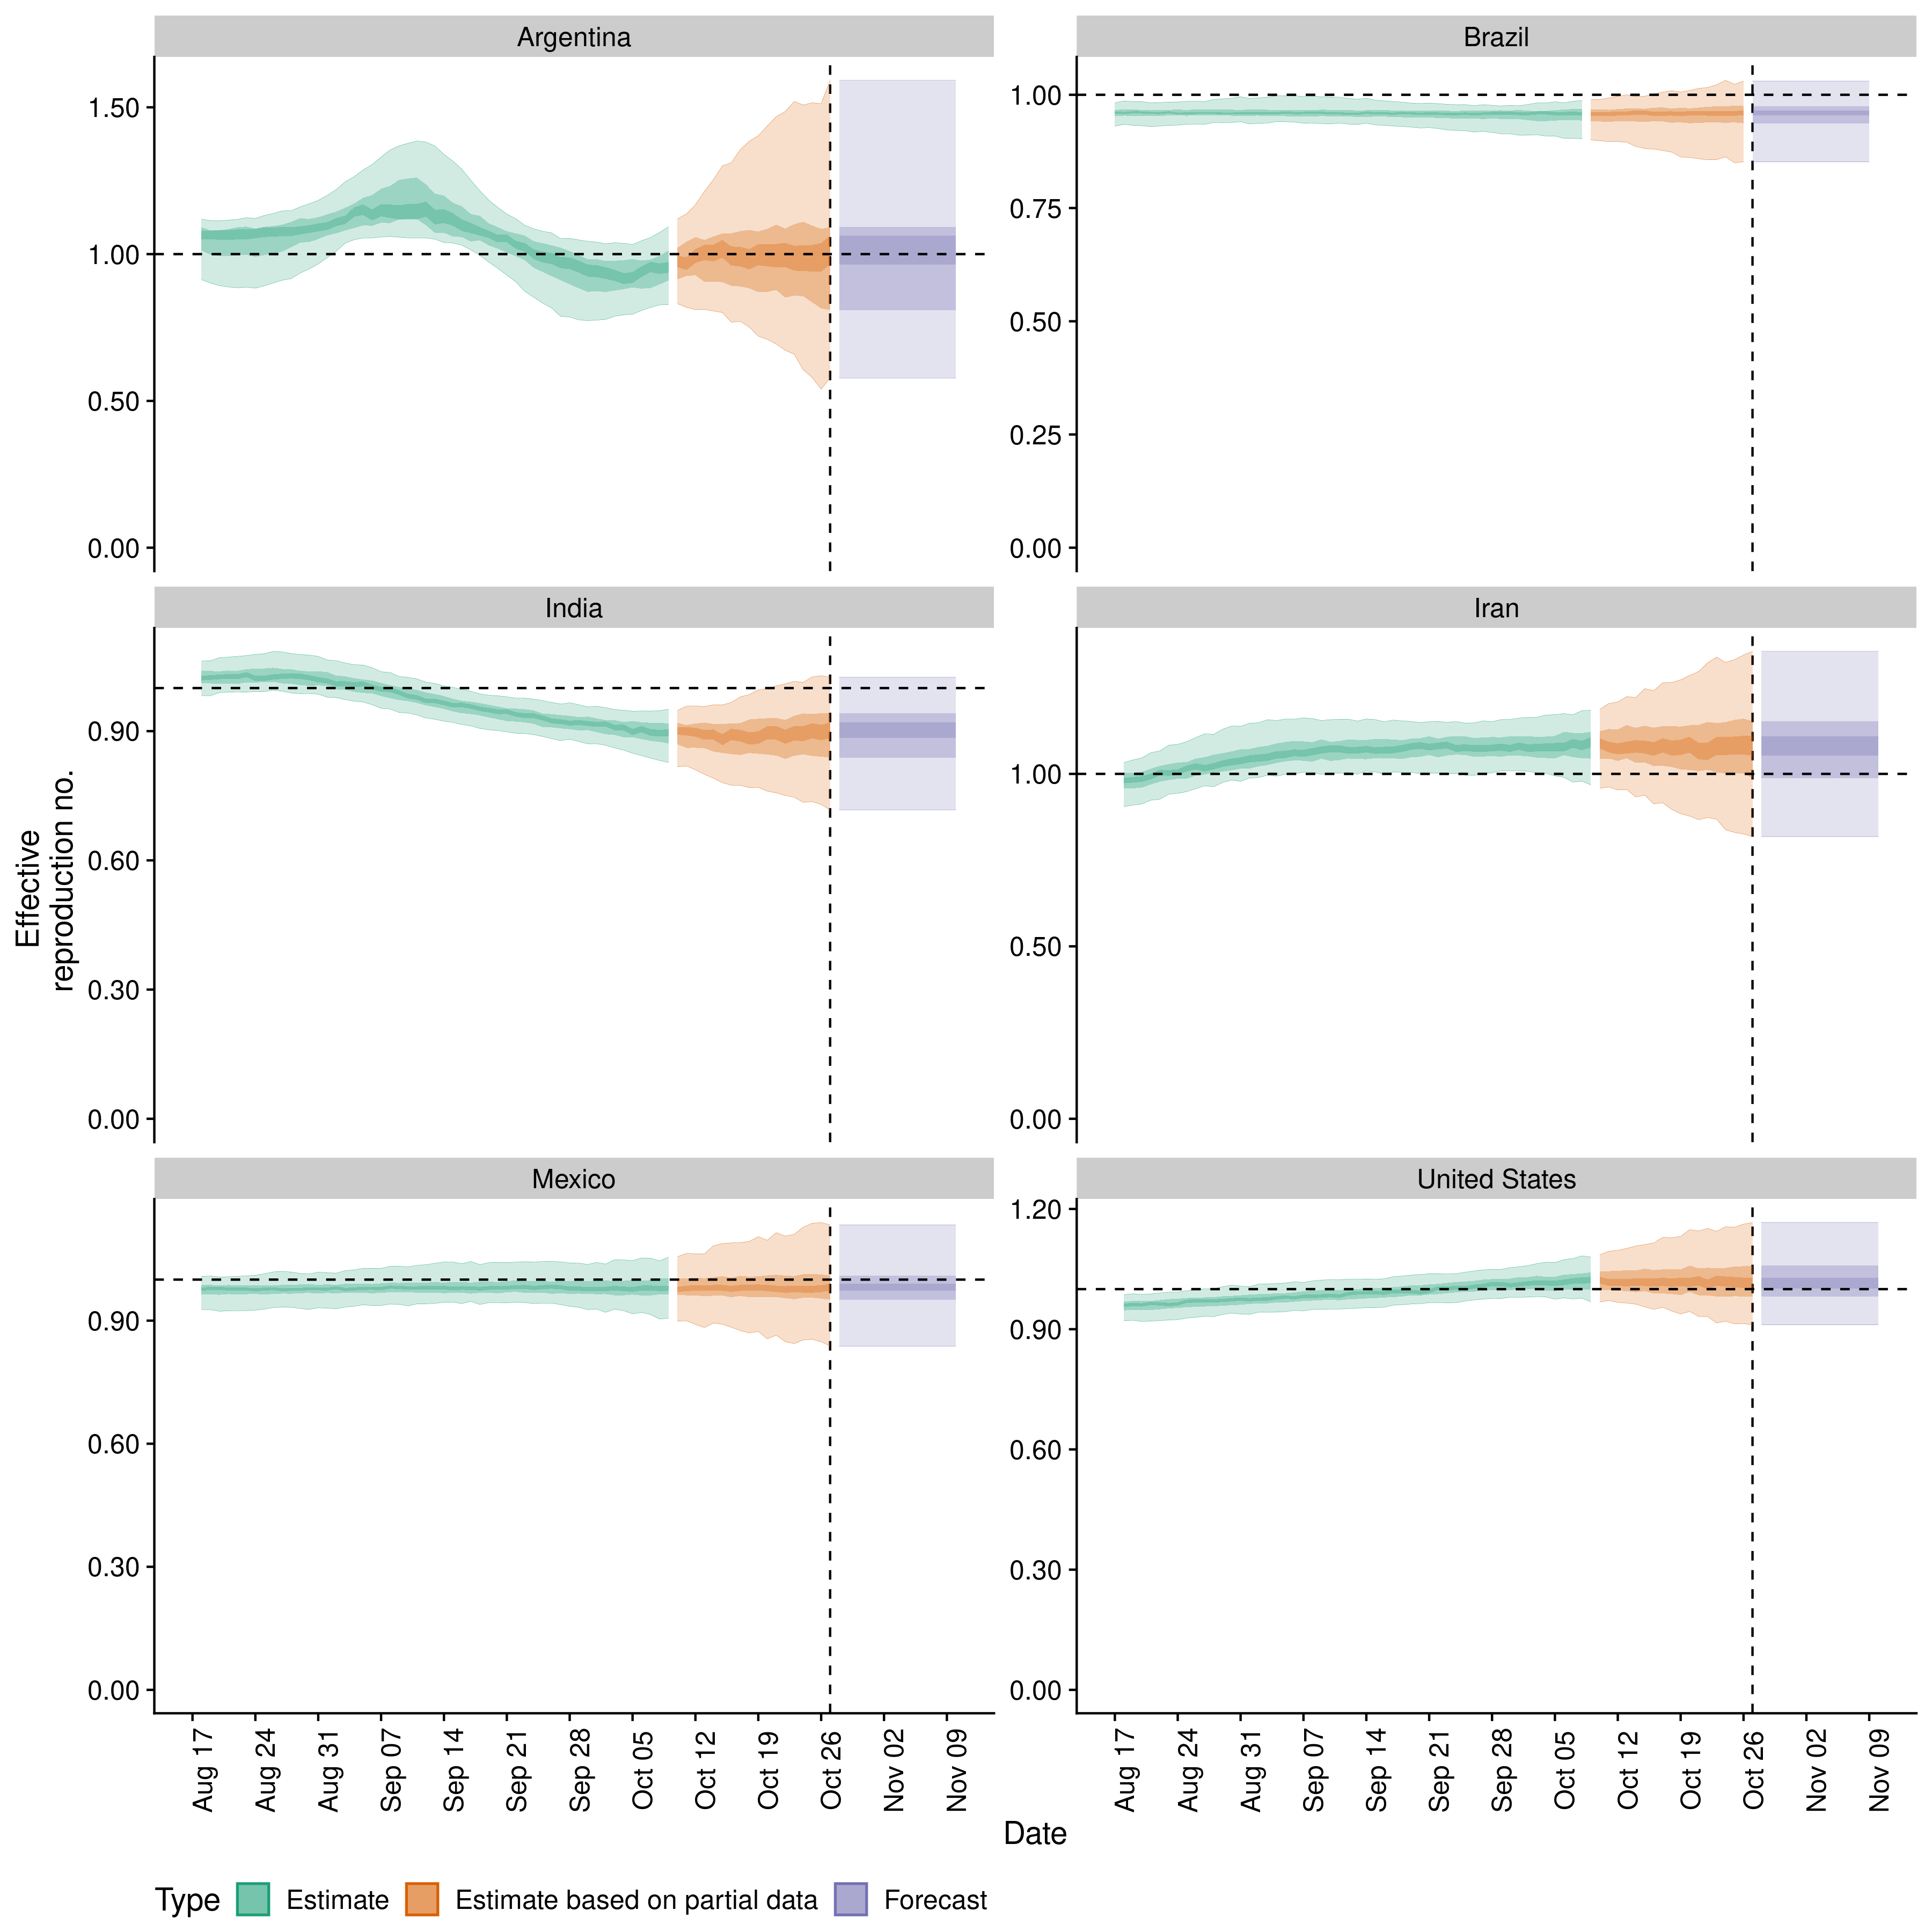 Argentina
Brazil
1.50
1.00
0.50
0.00
1.00
0.75
0.50
0.25
0.00
India
Iran
0.90
0.60
0.30
0.00
1.00
0.50
0.00
Mexico
United States
0.90
0.60
0.30
0.00
1.20
0.90
0.60
0.30
0.00
Effective
reproduction no.
Aug 17
Aug 24
Aug 31
Sep 07
Sep 14
Sep 21
Sep 28
Oct 05
Oct 12
Oct 19
Oct 26
Nov 02
Nov 09
Aug 17
Aug 24
Aug 31
Sep 07
Sep 14
Sep 21
Sep 28
Oct 05
Oct 12
Oct 19
Oct 26
Nov 02
Nov 09
Date
Type Estimate Estimate based on partial data Forecast